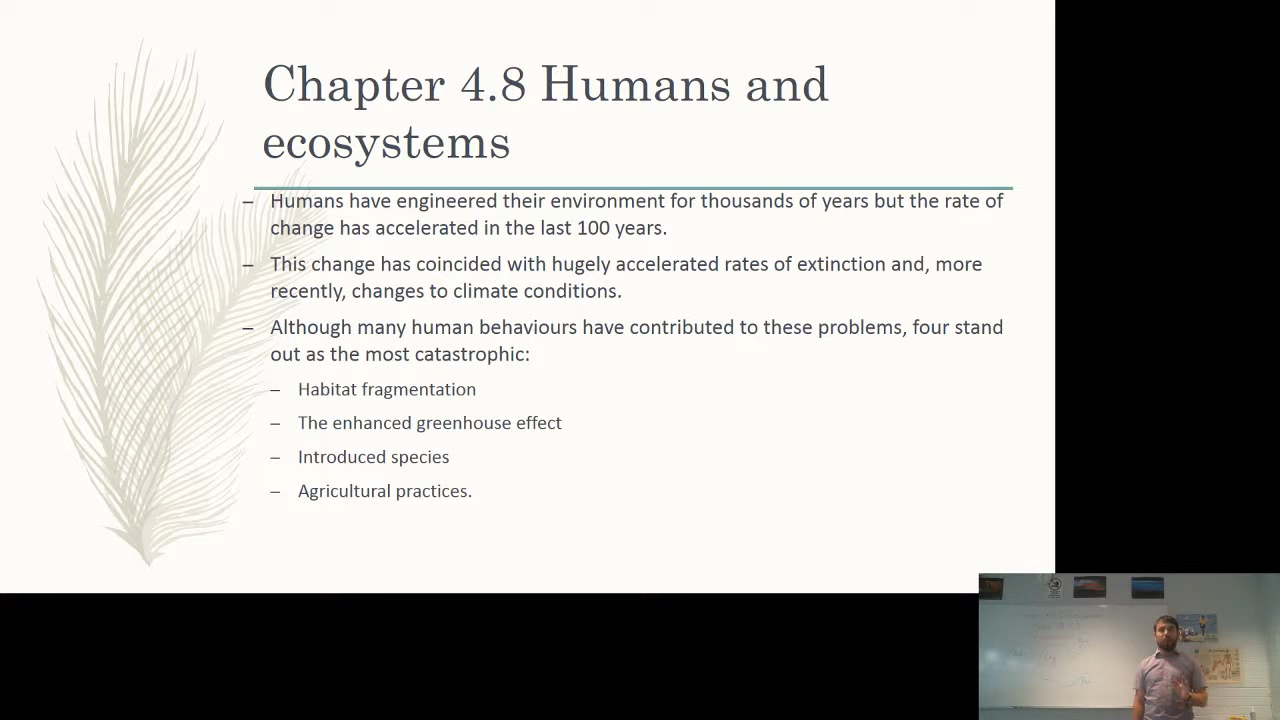 Chapter 4.8 Humans and
ecosystems
– Humans have engineered their environment for thousands of years but the rate of
change has accelerated in the last 100 years.
– This change has coincided with hugely accelerated rates of extinction and, more
recently, changes to climate conditions.
– Although many human behaviours have contributed to these problems, four stand
out as the most catastrophic:
– Habitat fragmentation
– The enhanced greenhouse effect
– Introduced species
– Agricultural practices.